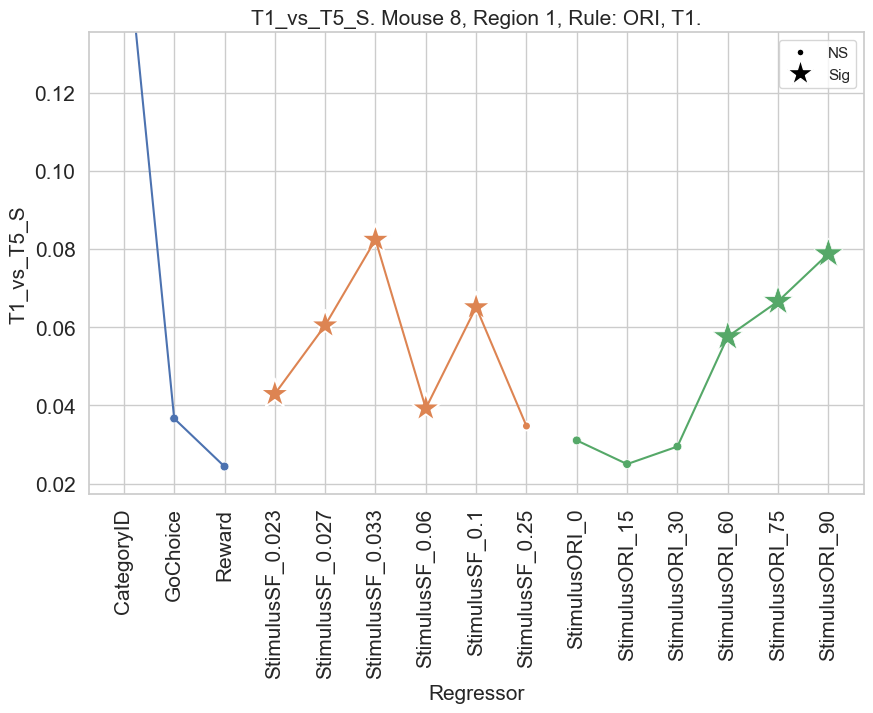 T1_vs_T5_S. Mouse 8, Region 1, Rule: ORI, T1.
NS
Sig
0.12
0.10
0.08
0.06
0.04
0.02
T1_vs_T5_S
CategoryID
GoChoice
Reward
StimulusSF_0.023
StimulusSF_0.027
StimulusSF_0.033
StimulusSF_0.06
StimulusSF_0.1
StimulusSF_0.25
StimulusORI_0
StimulusORI_15
StimulusORI_30
StimulusORI_60
StimulusORI_75
StimulusORI_90
Regressor